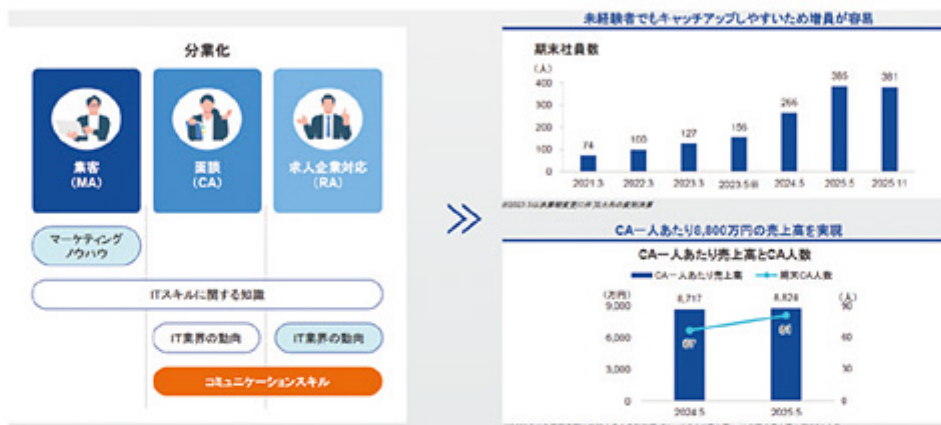 分業化
集客
(MA)
面談
(CA)
求人企業対応
(RA)
マーケティング
ノウハウ
ITスキルに関する知識
IT業界の動向
IT業界の動向
コミュニケーションスキル
未経験者でもキャッチアップしやすいため増員が容易
期末社員数
(人)
400
300
200
100
0
74
100
127
156
266
385
381
2021.3
2022.3
2023.3
2023.5※
2024.5
2025.5
2025.11
CA一人あたり8,800万円の売上高を実現
CA一人あたり売上高とCA人数
CA一人あたり売上高
期末CA人数
(万円)
9,000
6,000
3,000
0
8,717
8,828
67
(人)
90
60
30
0
2024.5
2025.5